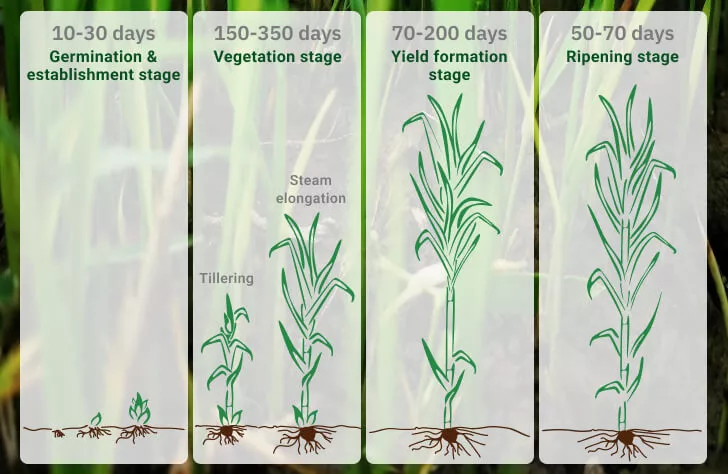 10-30 days
Germination &
establishment stage
150-350 days
Vegetation stage
Steam
elongation
Tillering
70-200 days
Yield formation
stage
50-70 days
Ripening stage